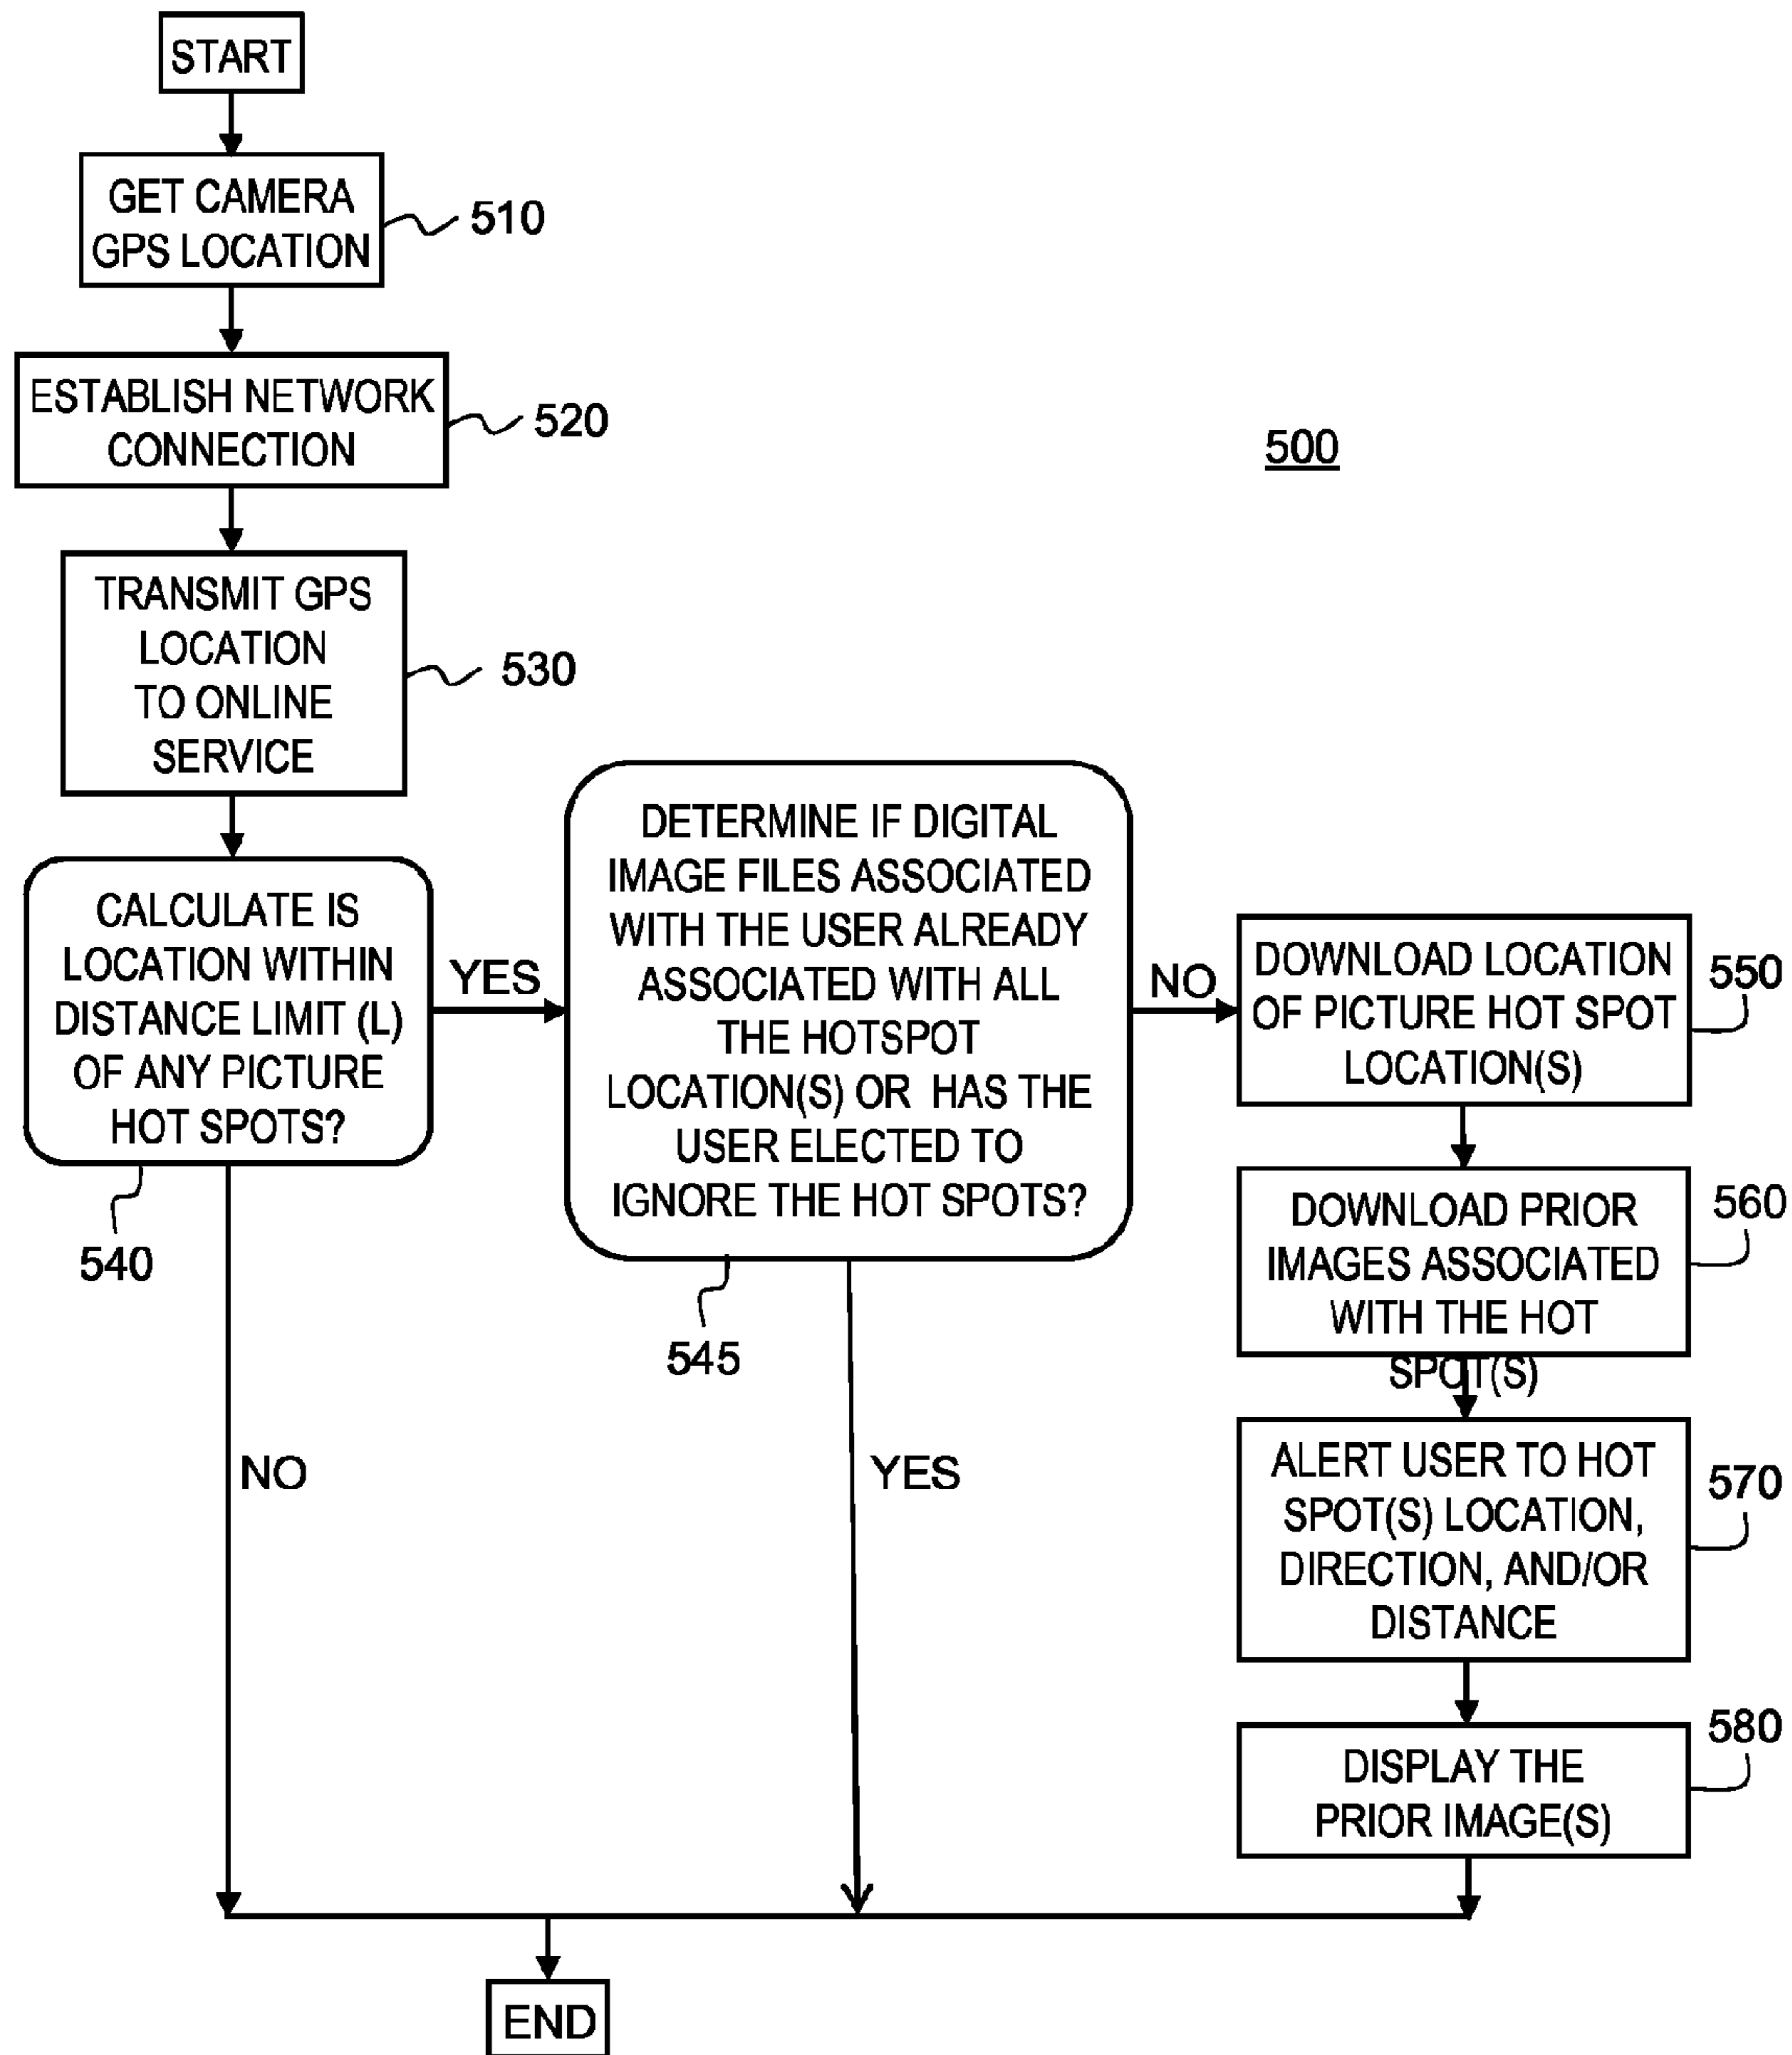 START
GET CAMERA
GPS LOCATION
510
ESTABLISH NETWORK
CONNECTION
520
500
TRANSMIT GPS
LOCATION
TO ONLINE
SERVICE
530
CALCULATE IS
LOCATION WITHIN
DISTANCE LIMIT (L)
OF ANY PICTURE
HOT SPOTS?
540
YES
NO
DETERMINE IF DIGITAL
IMAGE FILES ASSOCIATED
WITH THE USER ALREADY
ASSOCIATED WITH ALL
THE HOTSPOT
LOCATION(S) OR HAS THE
USER ELECTED TO
IGNORE THE HOT SPOTS?
545
NO
YES
DOWNLOAD LOCATION
OF PICTURE HOT SPOT
LOCATION(S)
550
DOWNLOAD PRIOR
IMAGES ASSOCIATED
WITH THE HOT
SPOT(S)
560
ALERT USER TO HOT
SPOT(S) LOCATION,
DIRECTION, AND/OR
DISTANCE
570
DISPLAY THE
PRIOR IMAGE(S)
580
END